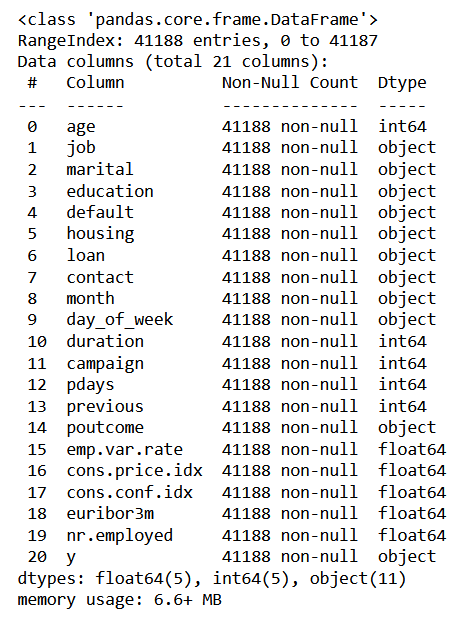 <class 'pandas.core.frame.DataFrame'>
RangeIndex: 41188 entries, 0 to 41187
Data columns (total 21 columns):
 #   Column          Non-Null Count  Dtype
---  ------          --------------  -----
 0   age             41188 non-null  int64
 1   job             41188 non-null  object
 2   marital         41188 non-null  object
 3   education       41188 non-null  object
 4   default         41188 non-null  object
 5   housing         41188 non-null  object
 6   loan            41188 non-null  object
 7   contact         41188 non-null  object
 8   month           41188 non-null  object
 9   day_of_week     41188 non-null  object
 10  duration        41188 non-null  int64
 11  campaign        41188 non-null  int64
 12  pdays           41188 non-null  int64
 13  previous        41188 non-null  int64
 14  poutcome        41188 non-null  object
 15  emp.var.rate    41188 non-null  float64
 16  cons.price.idx  41188 non-null  float64
 17  cons.conf.idx   41188 non-null  float64
 18  euribor3m       41188 non-null  float64
 19  nr.employed     41188 non-null  float64
 20  y               41188 non-null  object
dtypes: float64(5), int64(5), object(11)
memory usage: 6.6+ MB